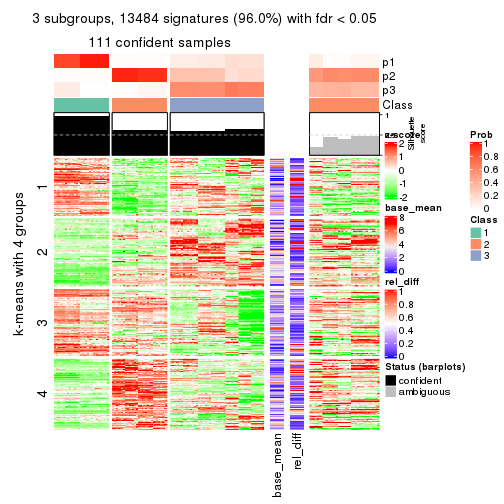 3 subgroups, 13484 signatures (96.0%) with fdr < 0.05
111 confident samples
p1
p2
p3
Class
1
Silhouette
score
z-score
2
1
0
-1
-2
base_mean
8
6
4
2
0
rel_diff
1
0.8
0.6
0.4
0.2
0
Status (barplots)
confident
ambiguous
Prob
1
0.8
0.6
0.4
0.2
0
Class
1
2
3
k-means with 4 groups
1
2
3
4
base_mean
rel_diff